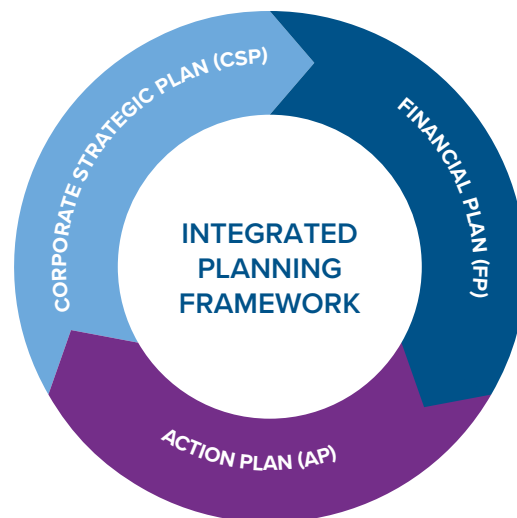 CORPORATE STRATEGIC PLAN (CSP)
FINANCIAL PLAN (FP)
INTEGRATED
PLANNING
FRAMEWORK
ACTION PLAN (AP)